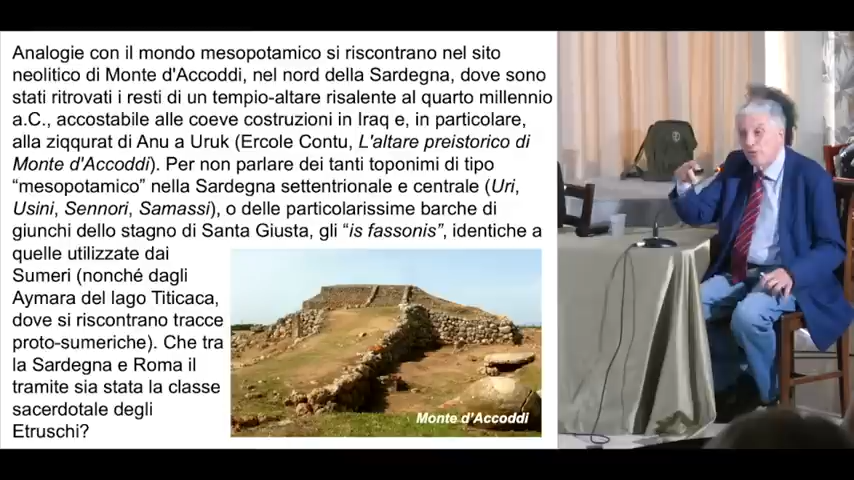 Analogie con il mondo mesopotamico si riscontrano nel sito
neolitico di Monte d'Accoddi, nel nord della Sardegna, dove sono
stati ritrovati i resti di un tempio-altare risalente al quarto millennio
a.C., accostabile alle coeve costruzioni in Iraq e, in particolare,
alla ziqqurat di Anu a Uruk (Ercole Contu, L'altare preistorico di
Monte d'Accoddi). Per non parlare dei tanti toponimi di tipo
“mesopotamico” nella Sardegna settentrionale e centrale (Uri,
Usini, Sennori, Samassi), o delle particolarissime barche di
giunchi dello stagno di Santa Giusta, gli “is fassonis”, identiche a
quelle utilizzate dai
Sumeri (nonché dagli
Aymara del lago Titicaca,
dove si riscontrano tracce
proto-sumeriche). Che tra
la Sardegna e Roma il
tramite sia stata la classe
sacerdotale degli
Etruschi?
Monte d'Accoddi